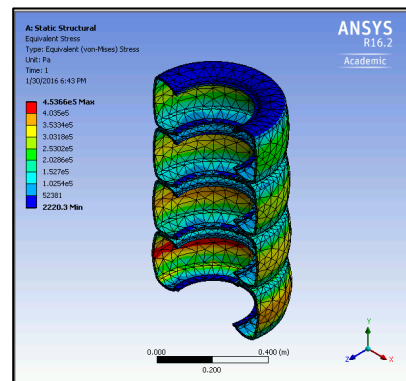 A: Static Structural
Equivalent Stress
Type: Equivalent (von-Mises) Stress
Unit: Pa
Time: 1
1/30/2016 6:43 PM
4.5366e5 Max
4.035e5
3.5334e5
3.0318e5
2.5302e5
2.0286e5
1.527e5
1.0254e5
52381
2220.3 Min
ANSYS
R16.2
Academic
0.000
0.400 (m)
0.200
Y
Z
X